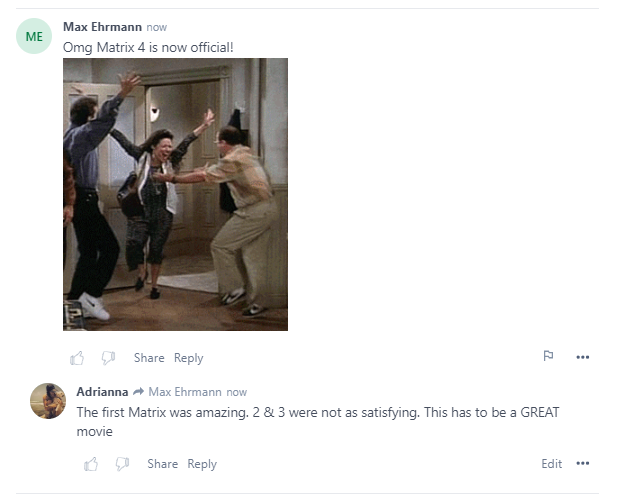 ME
Max Ehrmann now
Omg Matrix 4 is now official!
Share Reply
Adrianna Max Ehrmann now
The first Matrix was amazing. 2 & 3 were not as satisfying. This has to be a GREAT
movie
Share Reply Edit